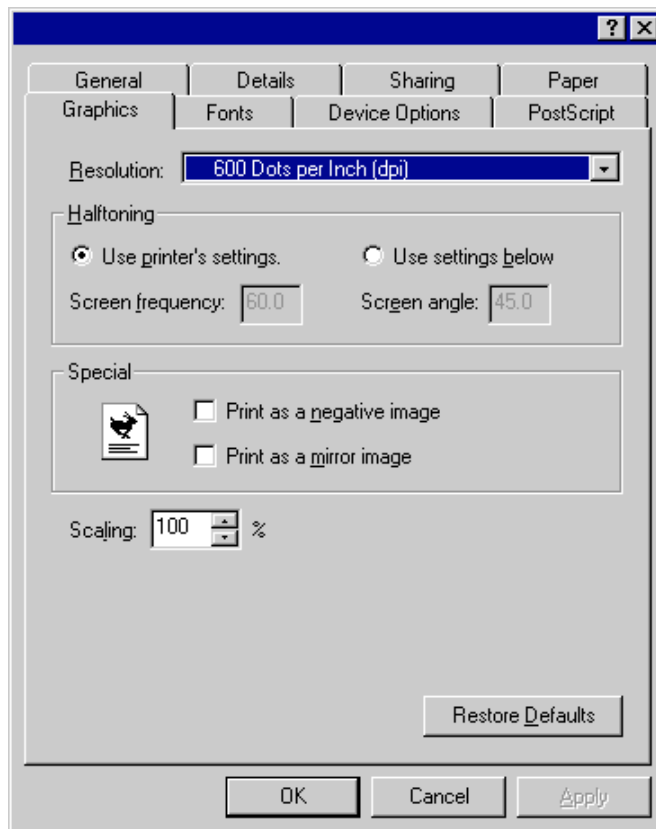 General Details Sharing Paper
Graphics Fonts Device Options PostScript
Resolution: 600 Dots per Inch (dpi)
Halftoning
Use printer's settings. Use settings below
Screen frequency: 60.0 Screen angle: 45.0
Special
Print as a negative image
Print as a mirror image
Scaling: 100 %
Restore Defaults
OK Cancel Apply